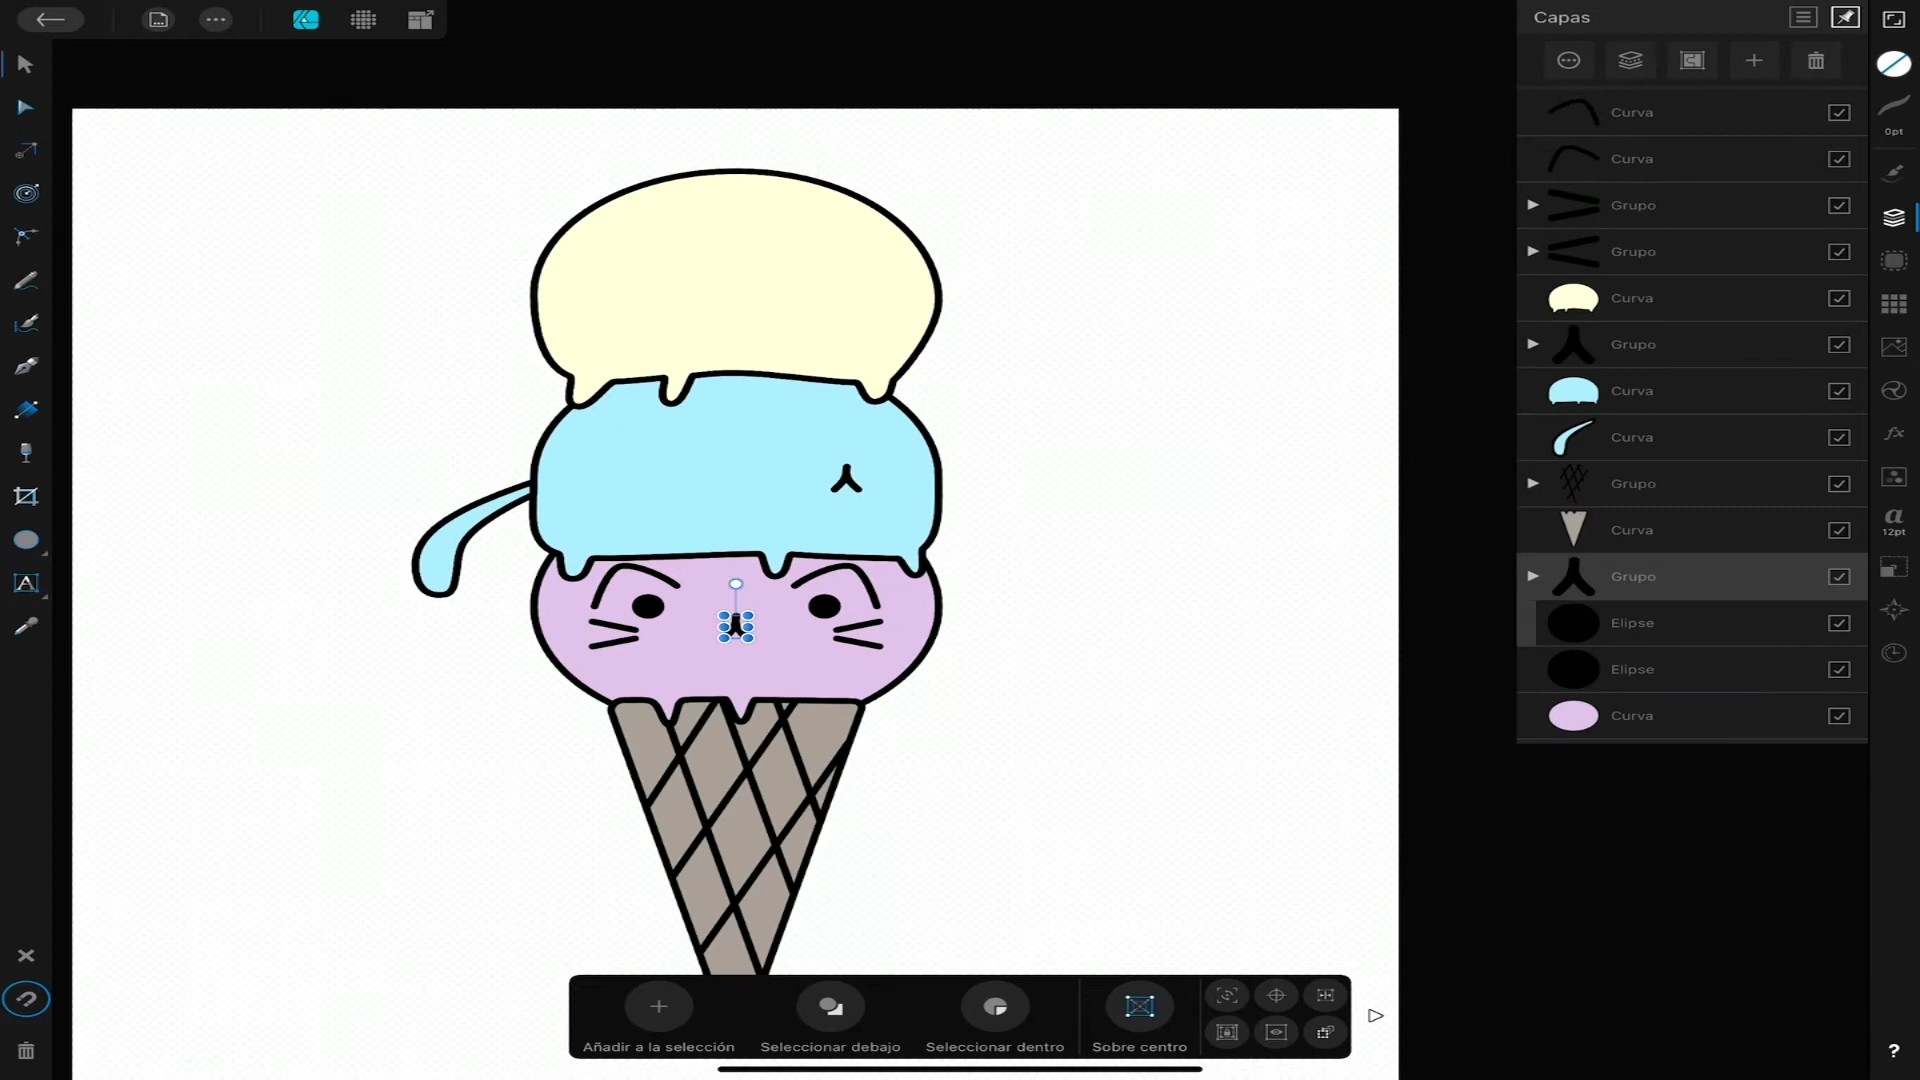 Capas
0pt
Curva
Curva
Grupo
Grupo
Curva
Grupo
Curva
Curva
Grupo
Curva
Grupo
Elipse
Elipse
Curva
fx
a
12pt
A
Añadir a la selección
Seleccionar debajo
Seleccionar dentro
Sobre centro
?